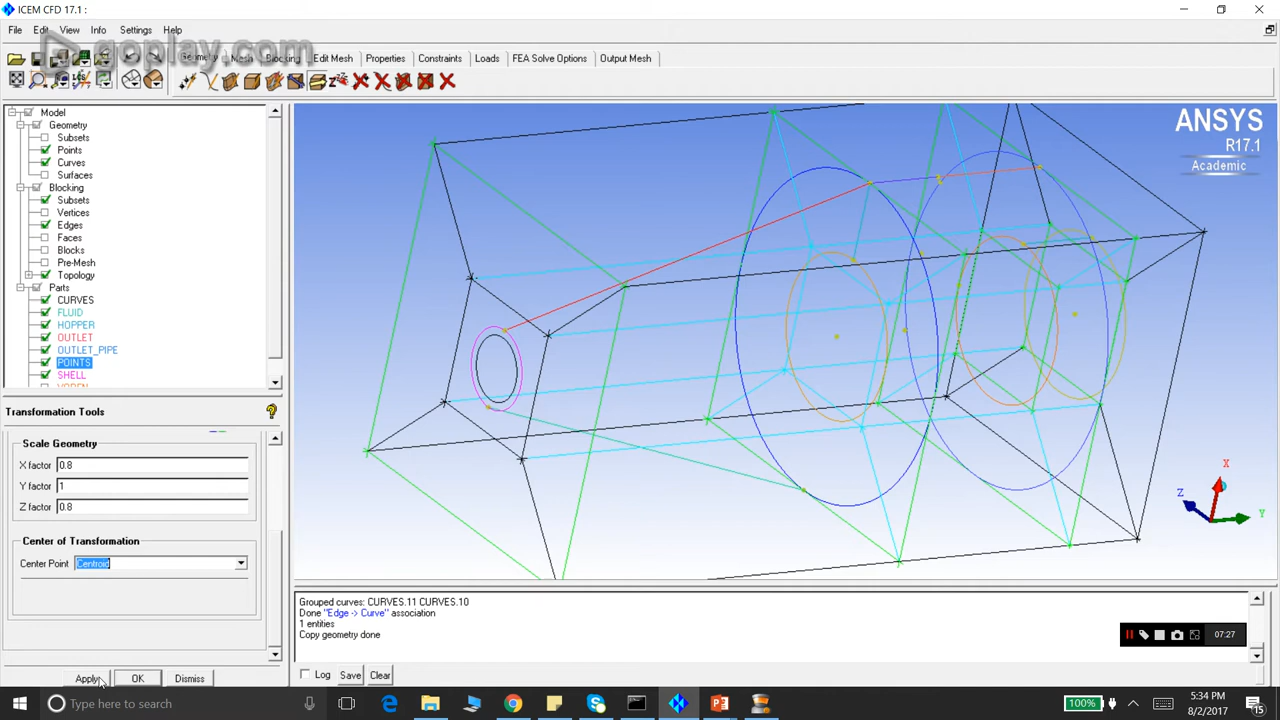 ICEM CFD 17.1 :
File Edit View Info Settings Help
goplay.com
Geometry Mesh Blocking Edit Mesh Properties Constraints Loads FEA Solve Options Output Mesh
Model
Geometry
Subsets
Points
Curves
Surfaces
Blocking
Subsets
Vertices
Edges
Faces
Blocks
Pre-Mesh
Topology
Parts
CURVES
FLUID
HOPPER
OUTLET
OUTLET_PIPE
POINTS
SHELL
ANSYS
R17.1
Academic
Transformation Tools
Scale Geometry
X factor 0.8
Y factor 1
Z factor 0.8
Center of Transformation
Center Point Centroid
Apply OK Dismiss
X
Z
Y
Grouped curves: CURVES.11 CURVES.10
Done "Edge -> Curve" association
1 entities
Copy geometry done
Log Save Clear
07:27
Type here to search
100%
5:34 PM
8/2/2017
15